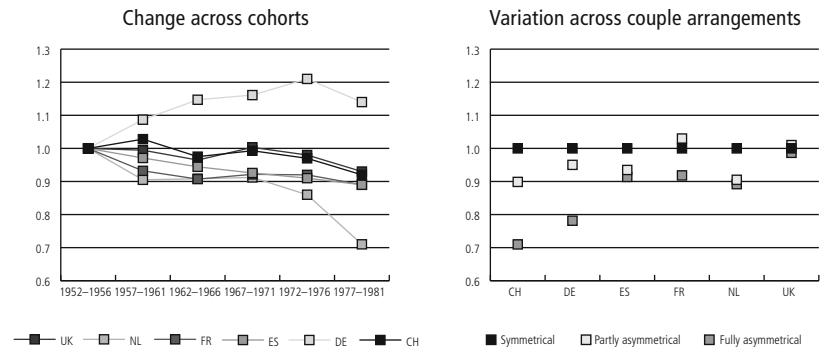 Change across cohorts
1.3
1.2
1.1
1.0
0.9
0.8
0.7
0.6
1952–1956 1957–1961 1962–1966 1967–1971 1972–1976 1977–1981
UK NL FR ES DE CH
Variation across couple arrangements
1.3
1.2
1.1
1.0
0.9
0.8
0.7
0.6
CH DE ES FR NL UK
Symmetrical Partly asymmetrical Fully asymmetrical